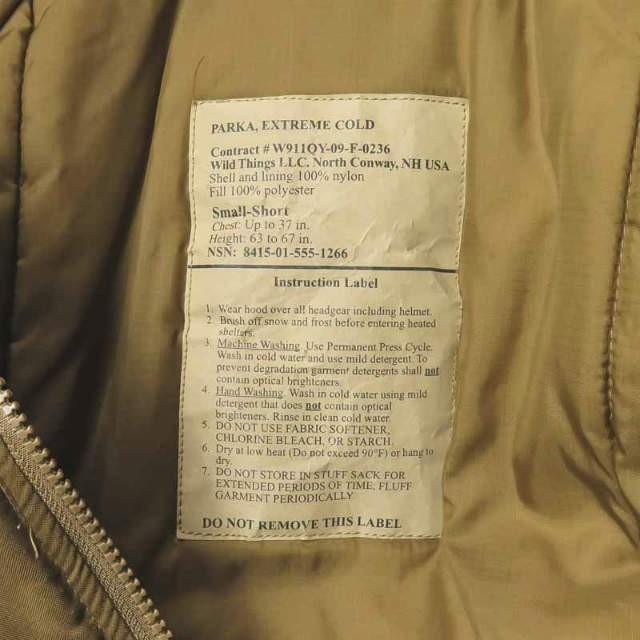 PARKA, EXTREME COLD
Contract # W911QY-09-F-0236
Wild Things LLC. North Conway, NH USA
Shell and lining 100% nylon
Fill 100% polyester
Small-Short
Chest: Up to 37 in.
Height: 63 to 67 in.
NSN: 8415-01-555-1266
Instruction Label
1. Wear hood over all headgear including helmet.
2. Brush off snow and frost before entering heated
shelters.
3. Machine Washing. Use Permanent Press Cycle.
Wash in cold water and use mild detergent. To
prevent degradation garment detergents shall not
contain optical brighteners.
4. Hand Washing. Wash in cold water using mild
detergent that does not contain optical
brighteners. Rinse in clean cold water.
5. DO NOT USE FABRIC SOFTENER,
CHLORINE BLEACH, OR STARCH.
6. Dry at low heat (Do not exceed 90°F) or hang to
dry.
7. DO NOT STORE IN STUFF SACK FOR
EXTENDED PERIODS OF TIME, FLUFF
GARMENT PERIODICALLY
DO NOT REMOVE THIS LABEL